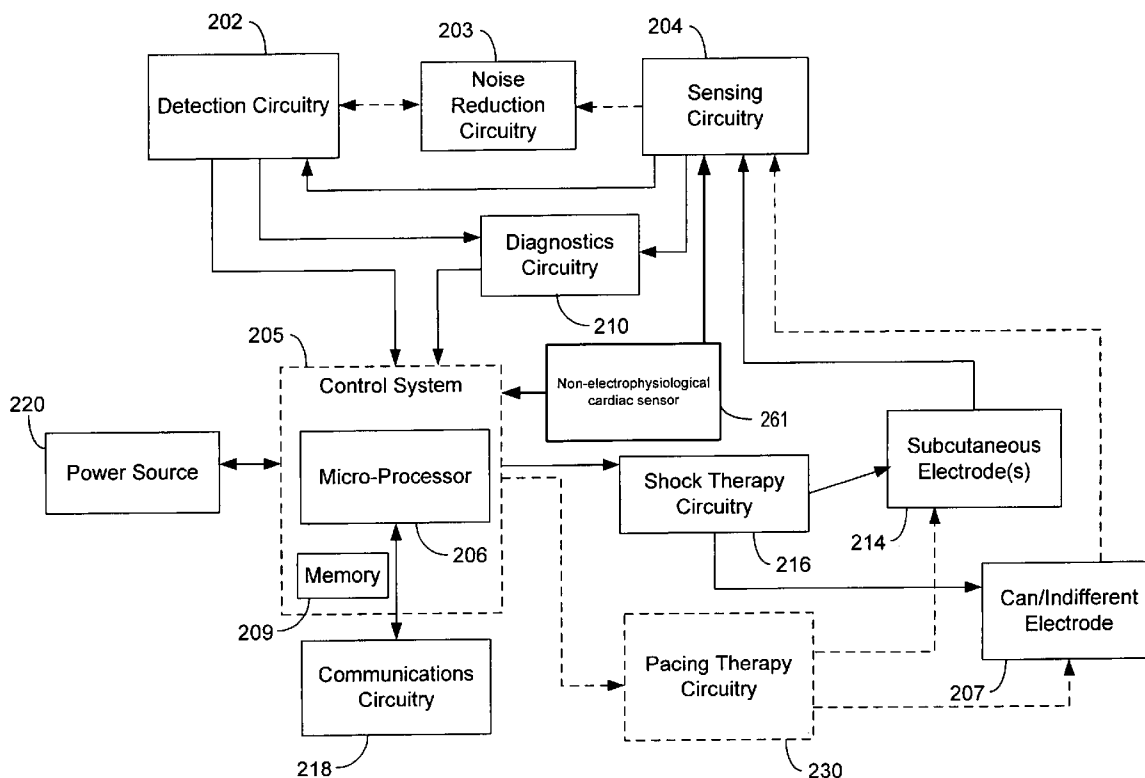 202
203
204
Detection Circuitry
Noise
Reduction
Circuitry
Sensing
Circuitry
Diagnostics
Circuitry
210
205
Control System
Non-electrophysiological
cardiac sensor
261
220
Power Source
Micro-Processor
206
Shock Therapy
Circuitry
216
Subcutaneous
Electrode(s)
214
Memory
209
Can/Indifferent
Electrode
207
Communications
Circuitry
218
Pacing Therapy
Circuitry
230